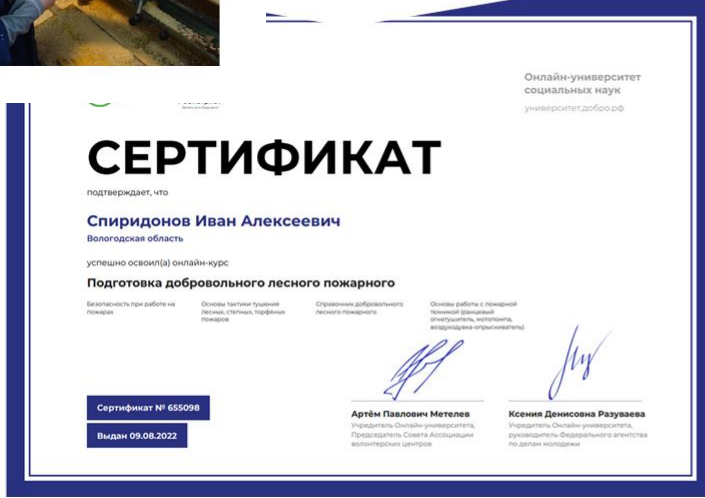 Онлайн-университет
социальных наук
университет.добро.рф
СЕРТИФИКАТ
подтверждает, что
Спиридонов Иван Алексеевич
Вологодская область
успешно освоил(а) онлайн-курс
Подготовка добровольного лесного пожарного
Безопасность при работе на
пожарах
Основы тактики тушение
лесных, степных, торфяных
пожаров
Справочник добровольного
лесного пожарного
Основы работы с пожарной
техникой (ранцевый
огнетушитель, мотопомпа,
воздуходувка-опрыскиватель)
Сертификат № 655098
Выдан 09.08.2022
Артём Павлович Метелев
Учредитель Онлайн-университета,
Председатель Совета Ассоциации
волонтерских центров
Ксения Денисовна Разуваева
Учредитель Онлайн-университета,
руководитель Федерального агентства
по делам молодежи